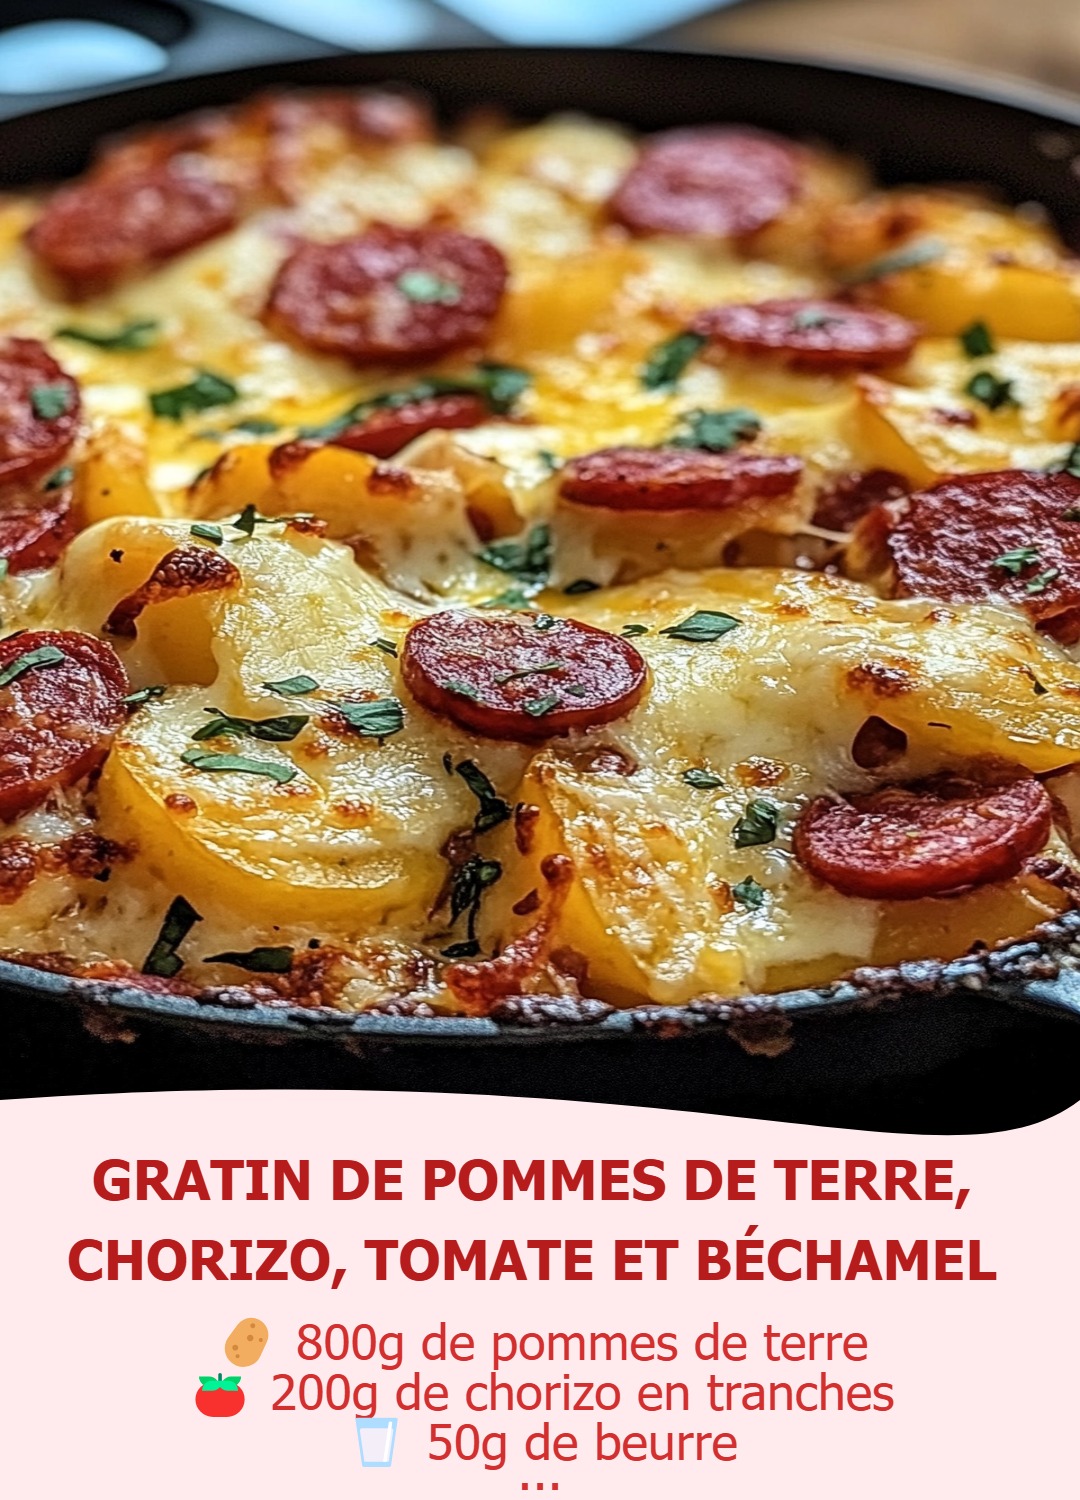 GRATIN DE POMMES DE TERRE,
CHORIZO, TOMATE ET BÉCHAMEL
🥔 800g de pommes de terre
🍅 200g de chorizo en tranches
🥛 50g de beurre
...